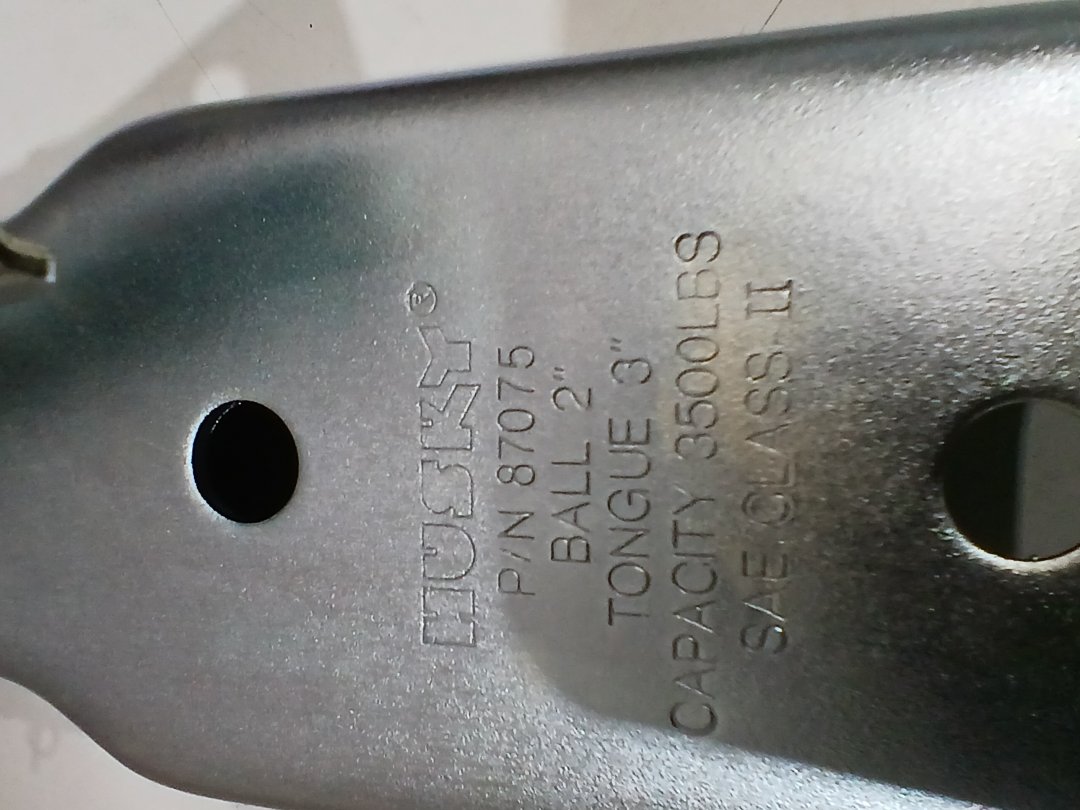 HUSKY®
P/N 87075
BALL 2"
TONGUE 3"
CAPACITY 3500LBS
SAE CLASS II